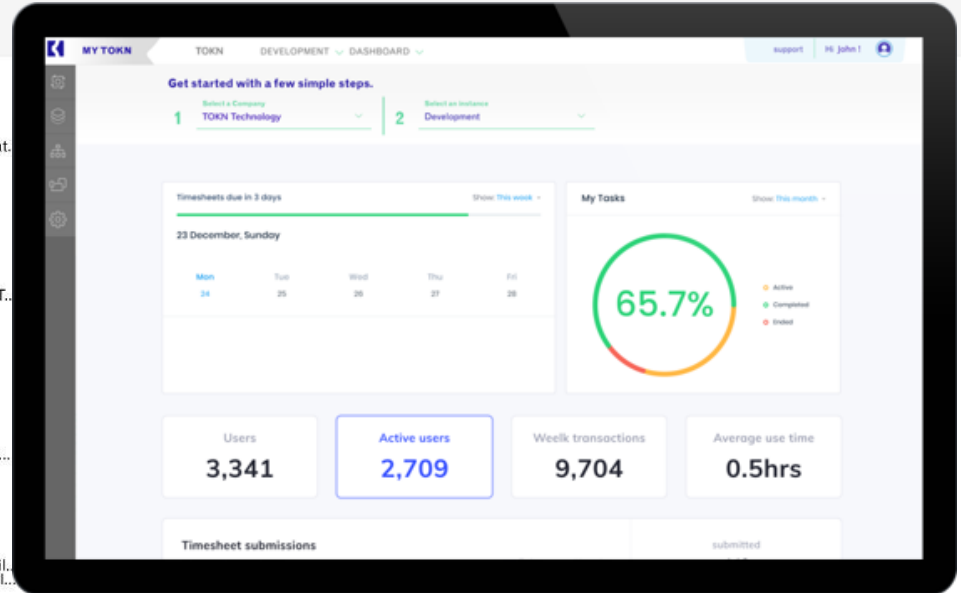 MY TOKN
TOKN DEVELOPMENT DASHBOARD
support Hi John !
Get started with a few simple steps.
1 Select a Company
TOKN Technology
2 Select an instance
Development
at..
Timesheets due in 3 days Show: This week
23 December, Sunday
Mon Tue Wed Thu Fri
24 25 26 27 28
My Tasks Show: This month
65.7%
Active
Completed
Ended
T..
Users
3,341
Active users
2,709
Weelk transactions
9,704
Average use time
0.5hrs
...
Timesheet submissions
submitted
il..
l...